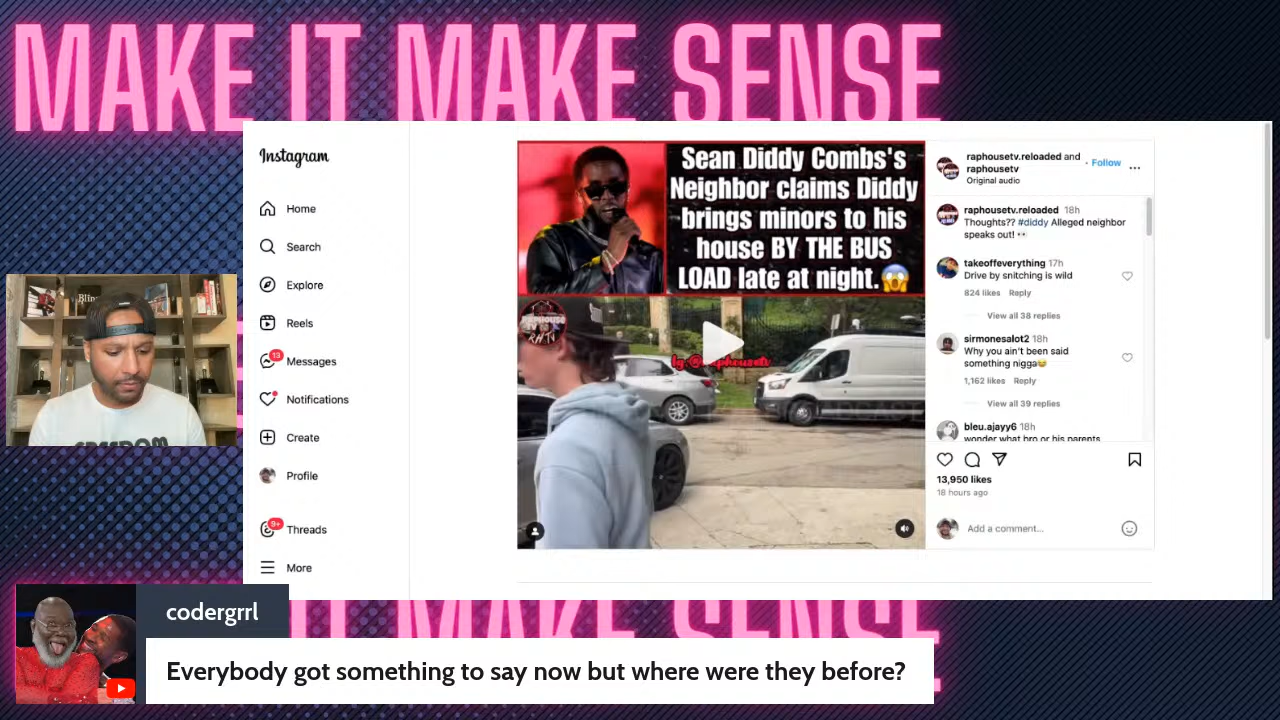 MAKE IT MAKE SENSE
Instagram
Home
Search
Explore
Reels
13
Messages
Notifications
Create
Profile
9+
Threads
More
Sean Diddy Combs's
Neighbor claims Diddy
brings minors to his
house BY THE BUS
LOAD late at night.😱
raphousetv.reloaded and
raphousetv
· Follow
Original audio
raphousetv.reloaded 18h
Thoughts?? #diddy Alleged neighbor
speaks out! 👀
takeoffeverything 17h
Drive by snitching is wild
824 likes Reply
View all 38 replies
sirmonesalot2 18h
Why you ain't been said
something nigga😂
1,162 likes Reply
View all 39 replies
bleu.ajayy6 18h
wonder what bro or his parents
13,950 likes
18 hours ago
Add a comment...
FREEDOM
codergrrl
Everybody got something to say now but where were they before?